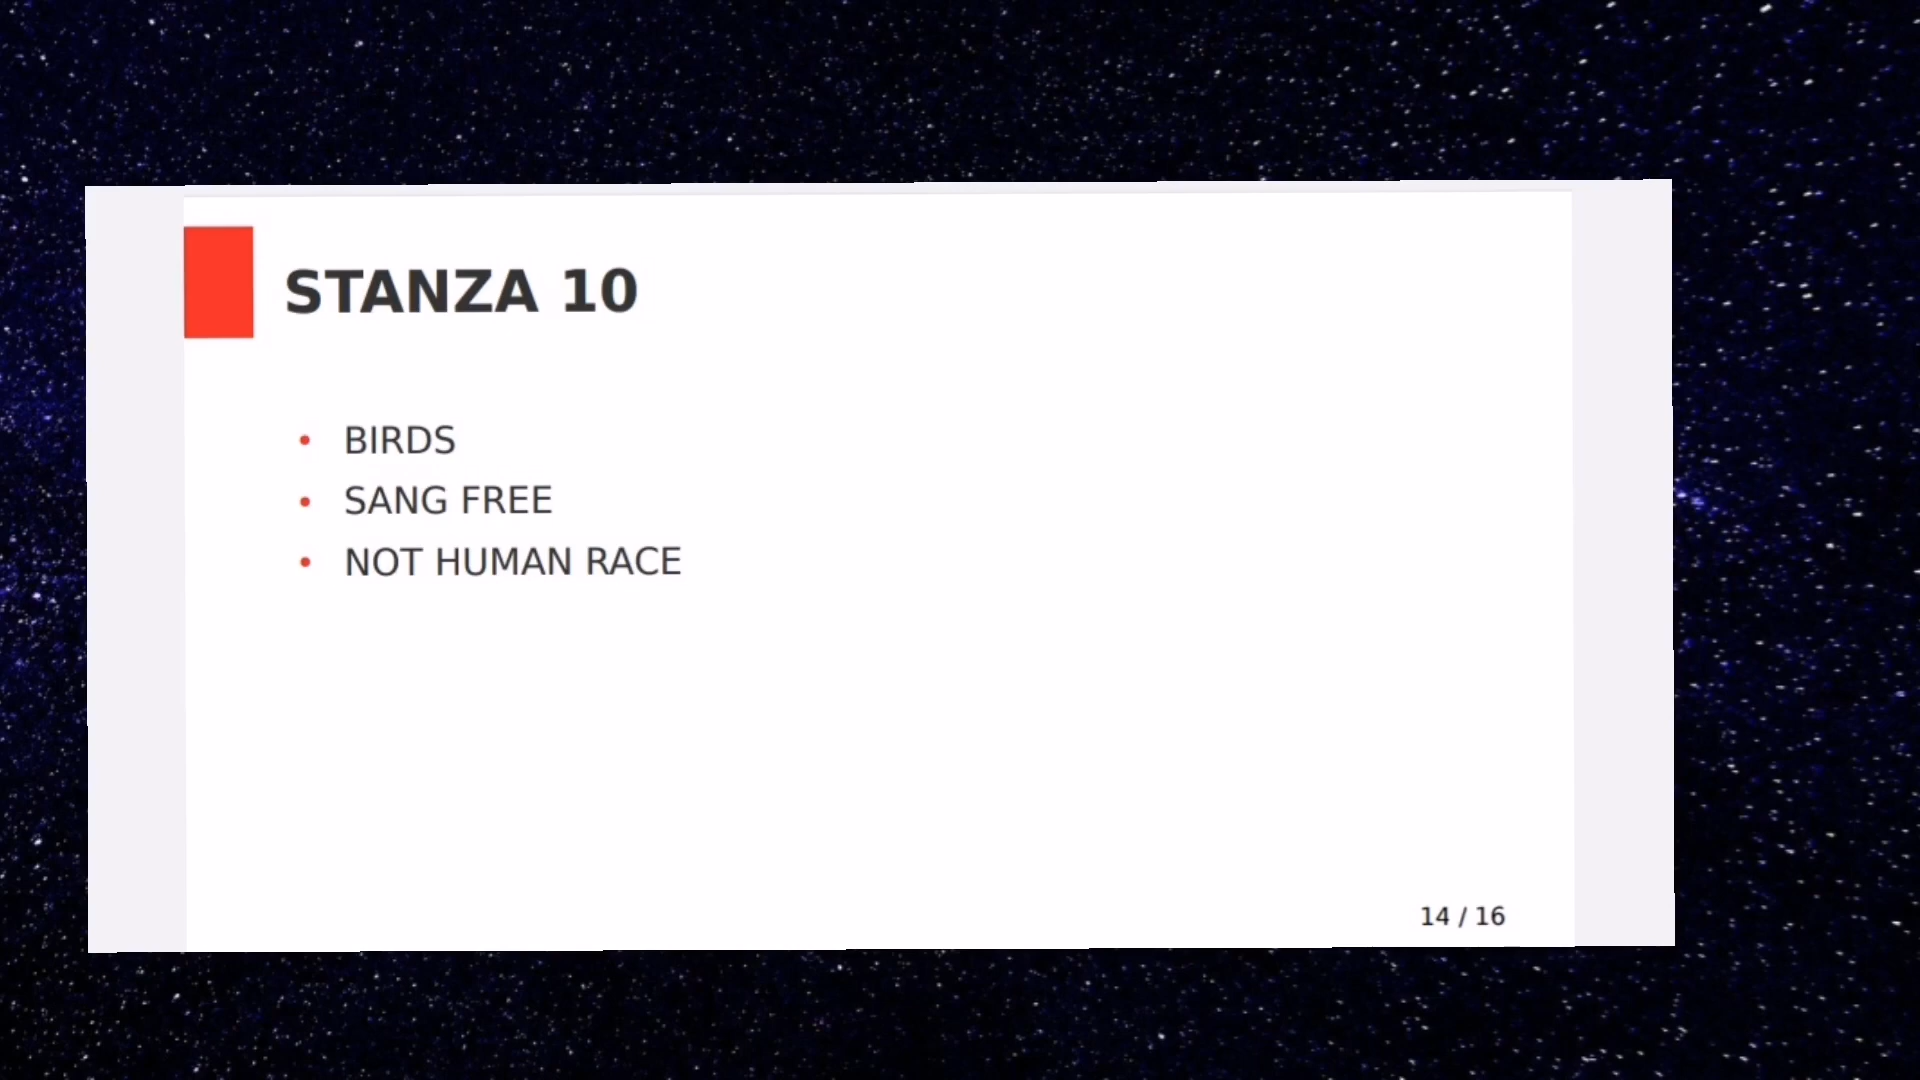 STANZA 10
• BIRDS
• SANG FREE
• NOT HUMAN RACE
14 / 16